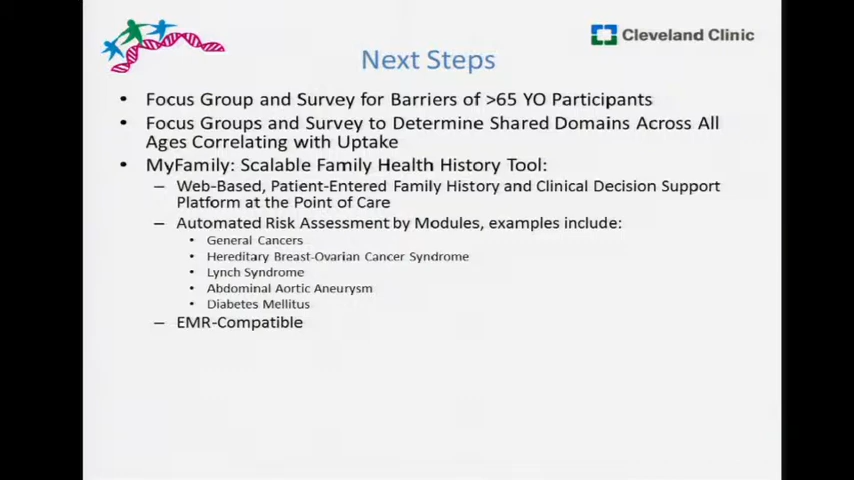 Cleveland Clinic
Next Steps
• Focus Group and Survey for Barriers of >65 YO Participants
• Focus Groups and Survey to Determine Shared Domains Across All
Ages Correlating with Uptake
• MyFamily: Scalable Family Health History Tool:
– Web-Based, Patient-Entered Family History and Clinical Decision Support
Platform at the Point of Care
– Automated Risk Assessment by Modules, examples include:
• General Cancers
• Hereditary Breast-Ovarian Cancer Syndrome
• Lynch Syndrome
• Abdominal Aortic Aneurysm
• Diabetes Mellitus
– EMR-Compatible